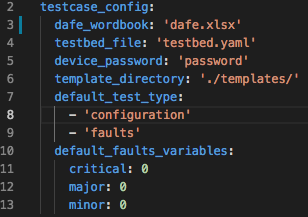 2 testcase_config:
3 dafe_wordbook: 'dafe.xlsx'
4 testbed_file: 'testbed.yaml'
5 device_password: 'password'
6 template_directory: './templates/'
7 default_test_type:
8 - 'configuration'
9 - 'faults'
10 default_faults_variables:
11 critical: 0
12 major: 0
13 minor: 0